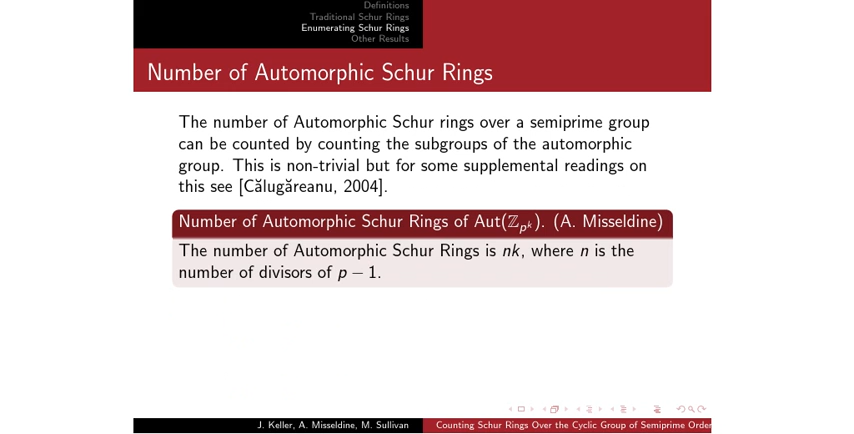 Definitions
Traditional Schur Rings
Enumerating Schur Rings
Other Results
Number of Automorphic Schur Rings
The number of Automorphic Schur rings over a semiprime group
can be counted by counting the subgroups of the automorphic
group. This is non-trivial but for some supplemental readings on
this see [Călugăreanu, 2004].
Number of Automorphic Schur Rings of Aut(ℤ_{p^k}). (A. Misseldine)
The number of Automorphic Schur Rings is nk, where n is the
number of divisors of p − 1.
J. Keller, A. Misseldine, M. Sullivan
Counting Schur Rings Over the Cyclic Group of Semiprime Order